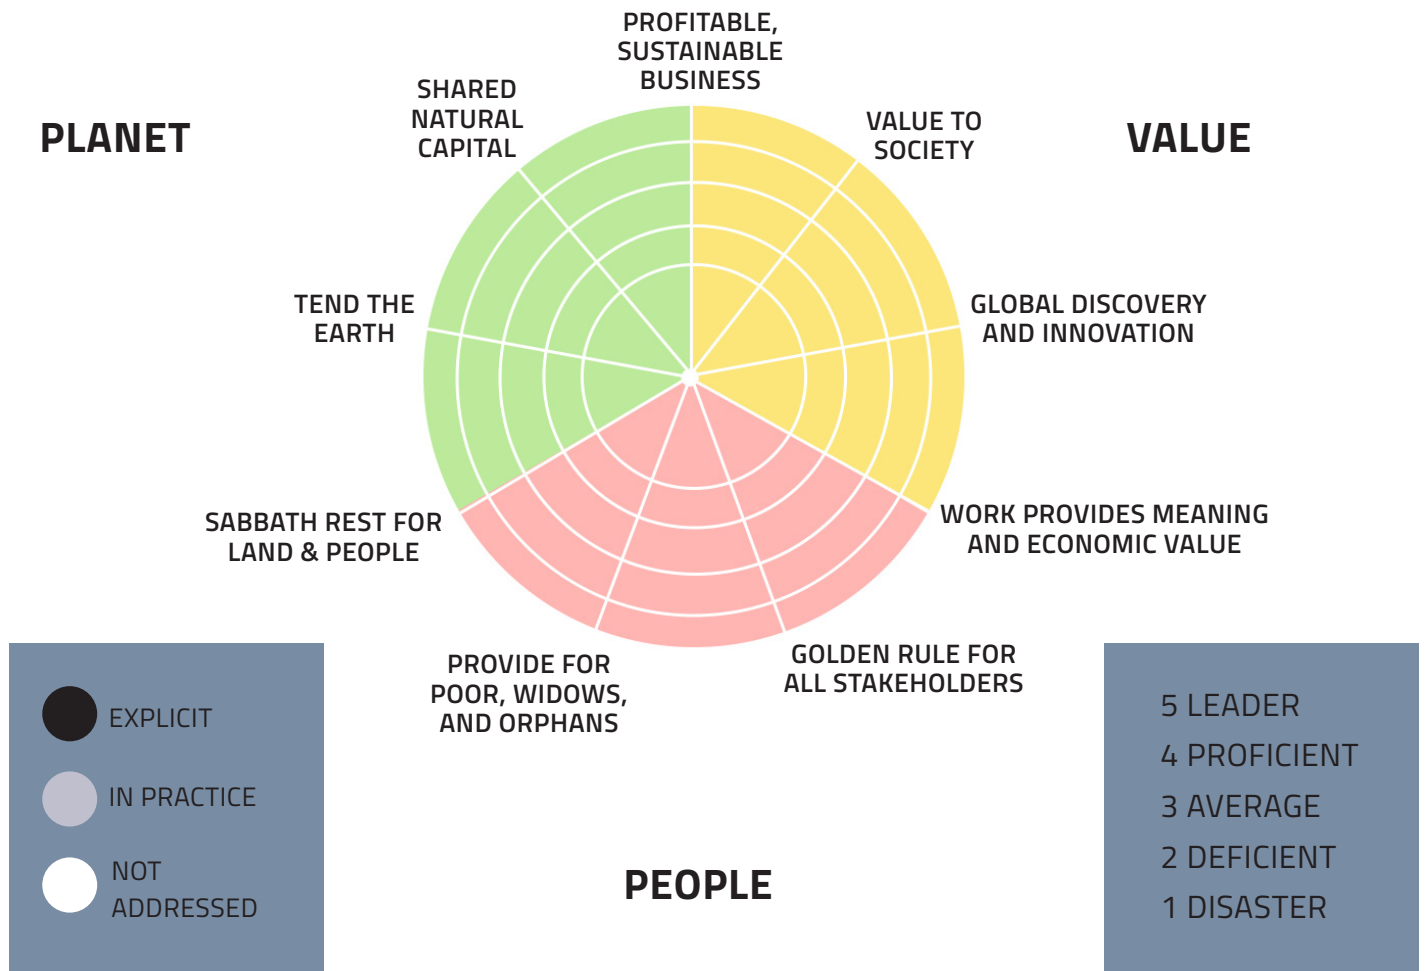 PROFITABLE,
SUSTAINABLE
BUSINESS
SHARED
NATURAL
CAPITAL
PLANET
VALUE TO
SOCIETY
VALUE
TEND THE
EARTH
GLOBAL DISCOVERY
AND INNOVATION
SABBATH REST FOR
LAND & PEOPLE
WORK PROVIDES MEANING
AND ECONOMIC VALUE
PROVIDE FOR
POOR, WIDOWS,
AND ORPHANS
GOLDEN RULE FOR
ALL STAKEHOLDERS
EXPLICIT
IN PRACTICE
NOT
ADDRESSED
PEOPLE
5 LEADER
4 PROFICIENT
3 AVERAGE
2 DEFICIENT
1 DISASTER